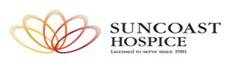 SUNCOAST
HOSPICE
Licensed to serve since 1981